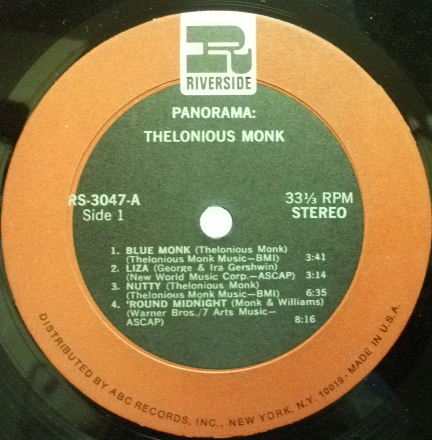 RIVERSIDE
PANORAMA:
THELONIOUS MONK
RS-3047-A
Side 1
33⅓ RPM
STEREO
1. BLUE MONK (Thelonious Monk)
(Thelonious Monk Music—BMI) 3:41
2. LIZA (George & Ira Gershwin)
(New World Music Corp.—ASCAP) 3:14
3. NUTTY (Thelonious Monk)
(Thelonious Monk Music—BMI) 6:35
4. 'ROUND MIDNIGHT (Monk & Williams)
(Warner Bros./7 Arts Music—
ASCAP) 8:16
DISTRIBUTED BY ABC RECORDS, INC., NEW YORK, N.Y. 10019 • MADE IN U.S.A.